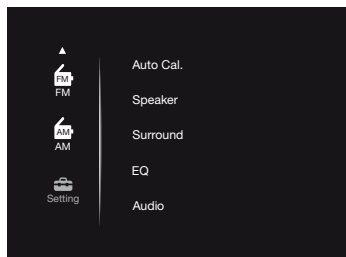 FM
FM
AM
AM
Setting
Auto Cal.
Speaker
Surround
EQ
Audio